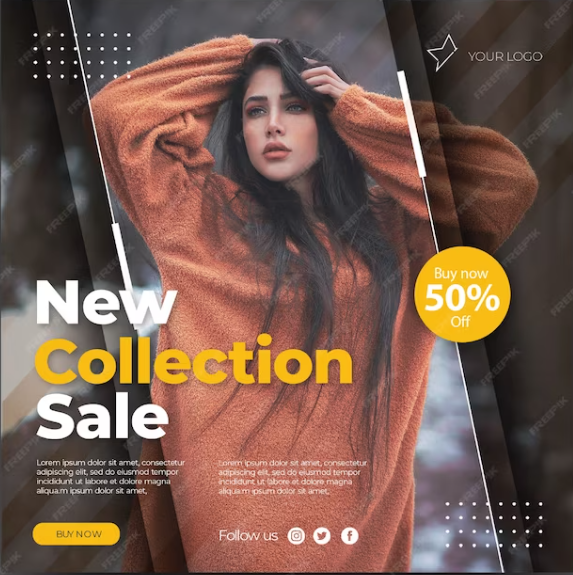 YOUR LOGO
Buy now
50%
Off
New
Collection
Sale
Lorem ipsum dolor sit amet, consectetur
adipiscing elit, sed do eiusmod tempor
incididunt ut labore et dolore magna
aliqua.m ipsum dolor sit amet,
Lorem ipsum dolor sit amet, consectetur
adipiscing elit, sed do eiusmod tempor
incididunt ut labore et dolore magna
aliqua.m ipsum dolor sit amet,
BUY NOW
Follow us